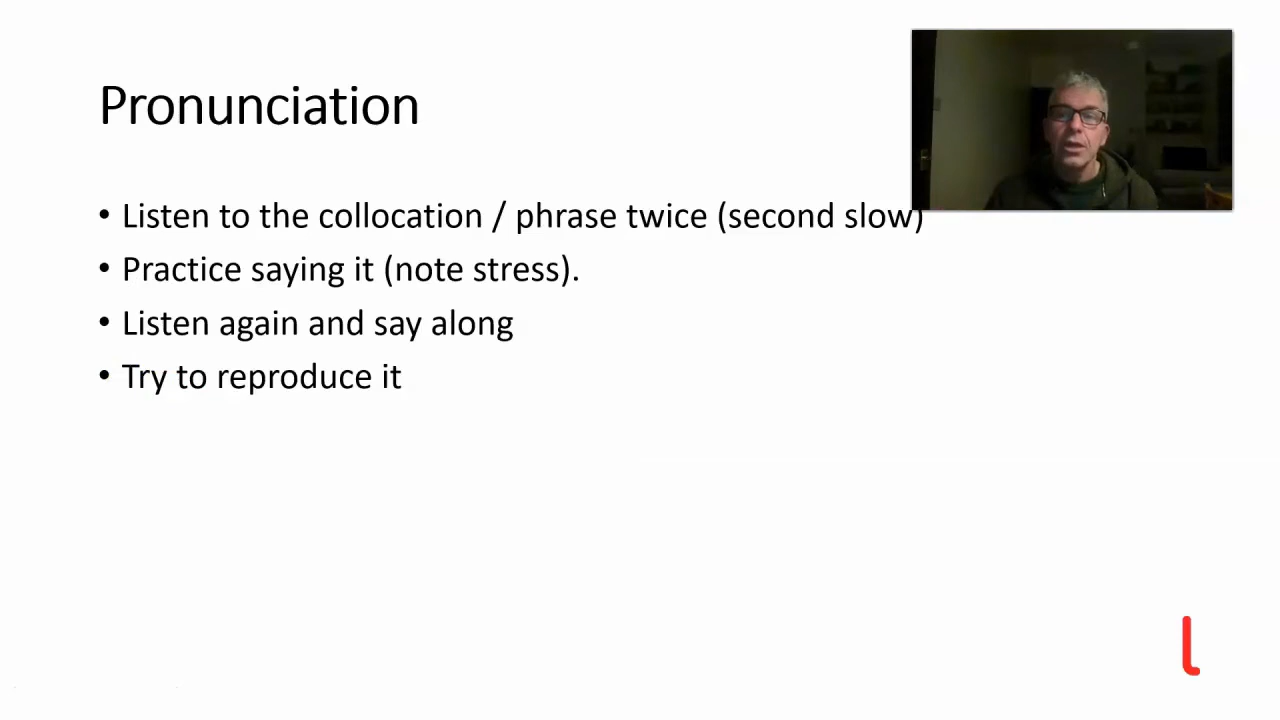 Pronunciation
• Listen to the collocation / phrase twice (second slow)
• Practice saying it (note stress).
• Listen again and say along
• Try to reproduce it
l